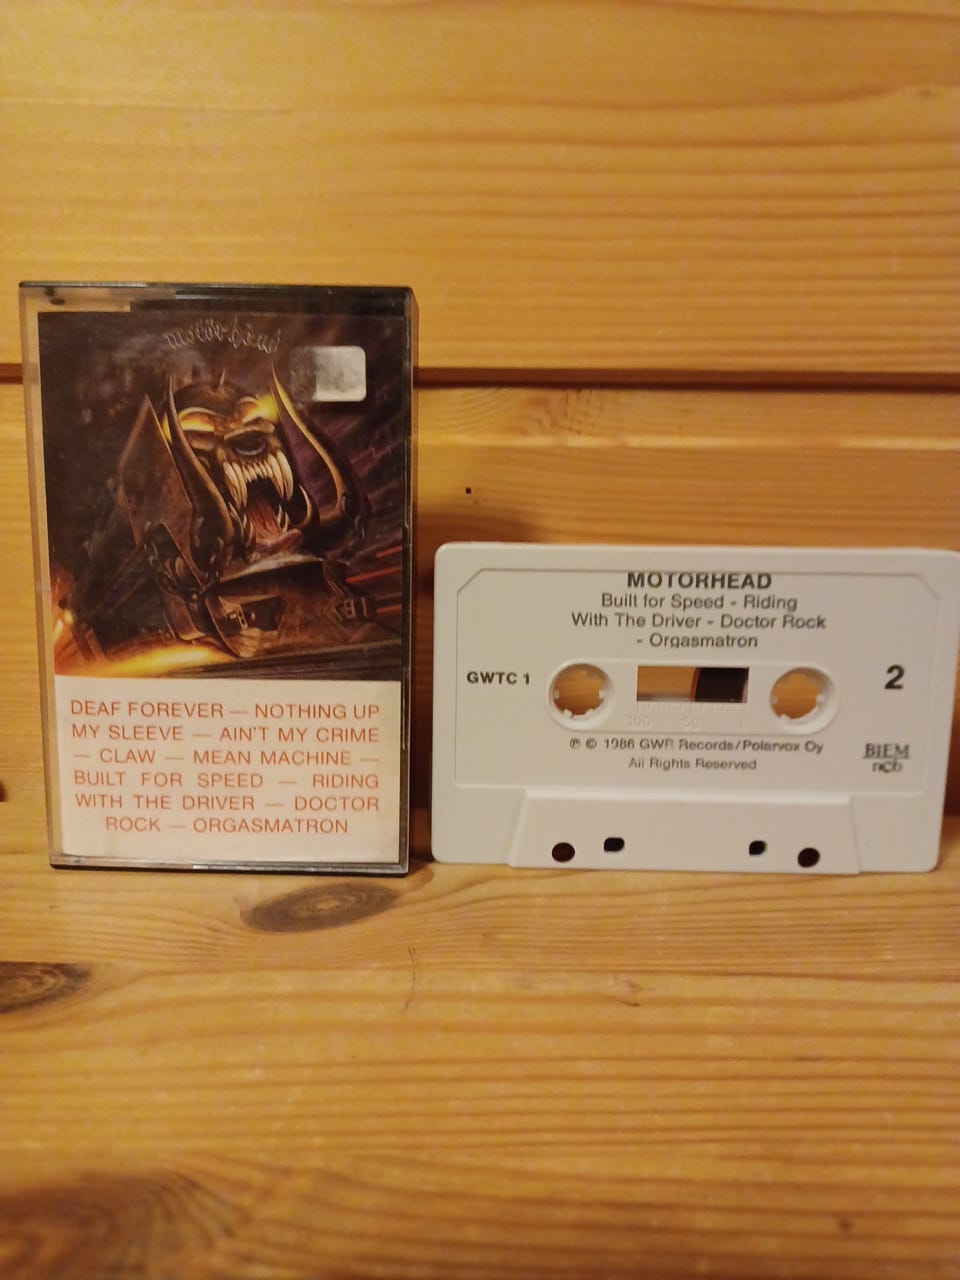 motörhead
DEAF FOREVER — NOTHING UP
MY SLEEVE — AIN'T MY CRIME
— CLAW — MEAN MACHINE —
BUILT FOR SPEED — RIDING
WITH THE DRIVER — DOCTOR
ROCK — ORGASMATRON
MOTORHEAD
Built for Speed - Riding
With The Driver - Doctor Rock
- Orgasmatron
GWTC 1
2
100 50 0
℗ © 1986 GWR Records/Polarvox Oy
All Rights Reserved
BIEM
ncb